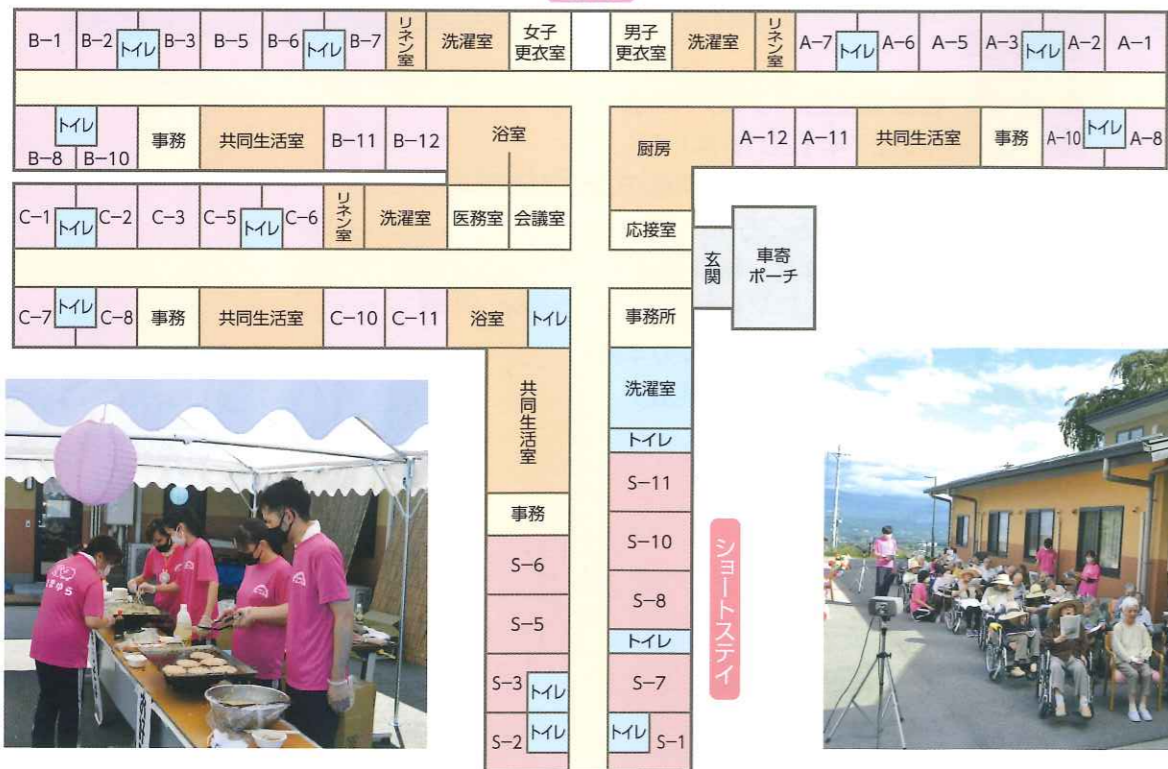 B-1 B-2 トイレ B-3 B-5 B-6 トイレ B-7 リネン室 洗濯室 女子更衣室 男子更衣室 洗濯室 リネン室 A-7 トイレ A-6 A-5 A-3 トイレ A-2 A-1
B-8 トイレ B-10 事務 共同生活室 B-11 B-12 浴室 厨房 A-12 A-11 共同生活室 事務 A-10 トイレ A-8
C-1 トイレ C-2 C-3 C-5 トイレ C-6 リネン室 洗濯室 医務室 会議室 応接室 玄関 車寄ポーチ
C-7 トイレ C-8 事務 共同生活室 C-10 C-11 浴室 トイレ 事務所
共同生活室 洗濯室
トイレ
S-11
事務 S-10
S-6
S-5 S-8
トイレ
S-3 トイレ S-7
S-2 トイレ トイレ S-1
ショートステイ